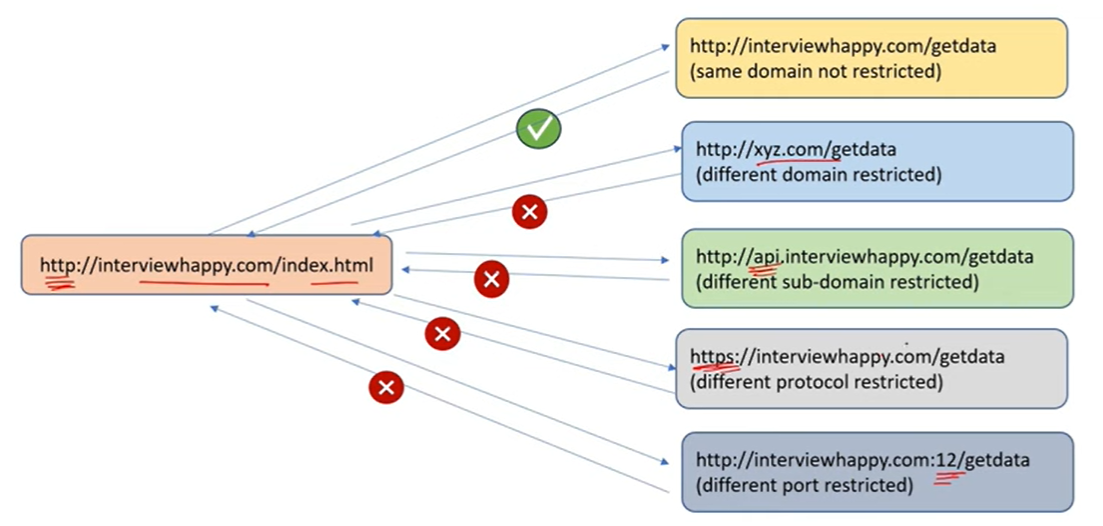 http://interviewhappy.com/getdata
(same domain not restricted)
http://xyz.com/getdata
(different domain restricted)
http://interviewhappy.com/index.html
http://api.interviewhappy.com/getdata
(different sub-domain restricted)
https://interviewhappy.com/getdata
(different protocol restricted)
http://interviewhappy.com:12/getdata
(different port restricted)